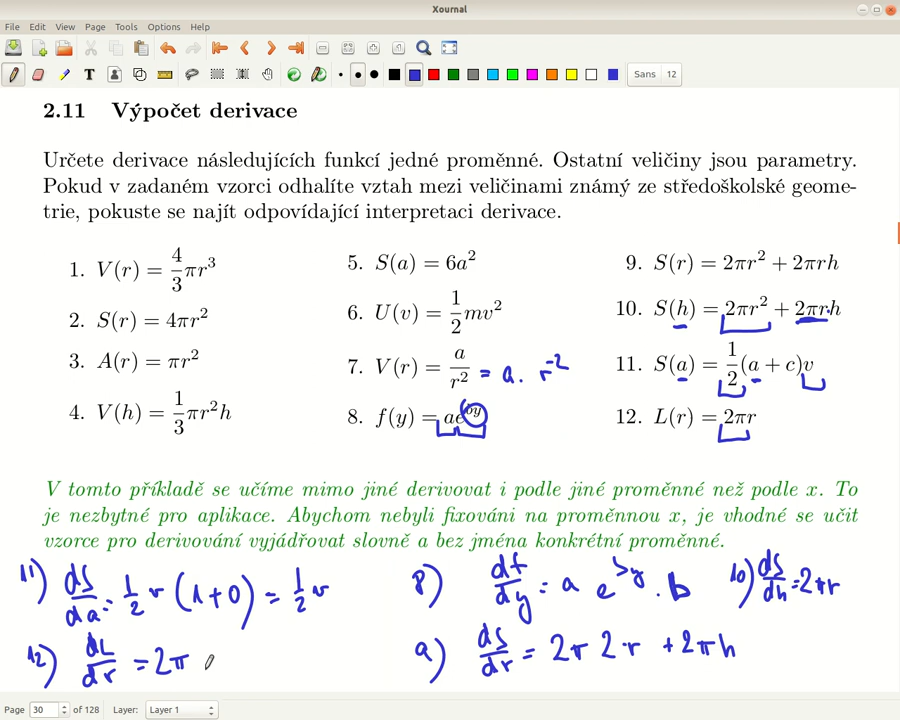 Xournal
File Edit View Page Tools Options Help
T Sans 12
2.11 Výpočet derivace
Určete derivace následujících funkcí jedné proměnné. Ostatní veličiny jsou parametry.
Pokud v zadaném vzorci odhalíte vztah mezi veličinami známý ze středoškolské geome-
trie, pokuste se najít odpovídající interpretaci derivace.
1. V(r) = 4/3 πr³
2. S(r) = 4πr²
3. A(r) = πr²
4. V(h) = 1/3 πr²h
5. S(a) = 6a²
6. U(v) = 1/2 mv²
7. V(r) = a/r² = a. r⁻²
8. f(y) = ae^{by}
9. S(r) = 2πr² + 2πrh
10. S(h) = 2πr² + 2πrh
11. S(a) = 1/2 (a + c)v
12. L(r) = 2πr
V tomto příkladě se učíme mimo jiné derivovat i podle jiné proměnné než podle x. To
je nezbytné pro aplikace. Abychom nebyli fixováni na proměnnou x, je vhodné se učit
vzorce pro derivování vyjádřovat slovně a bez jména konkrétní proměnné.
11) dS/da = 1/2 v (1+0) = 1/2 v
8) df/dy = a e^{by} . b
10) dS/dh = 2πr
12) dL/dr = 2π
9) dS/dr = 2π 2r + 2πh
Page 30 of 128 Layer: Layer 1